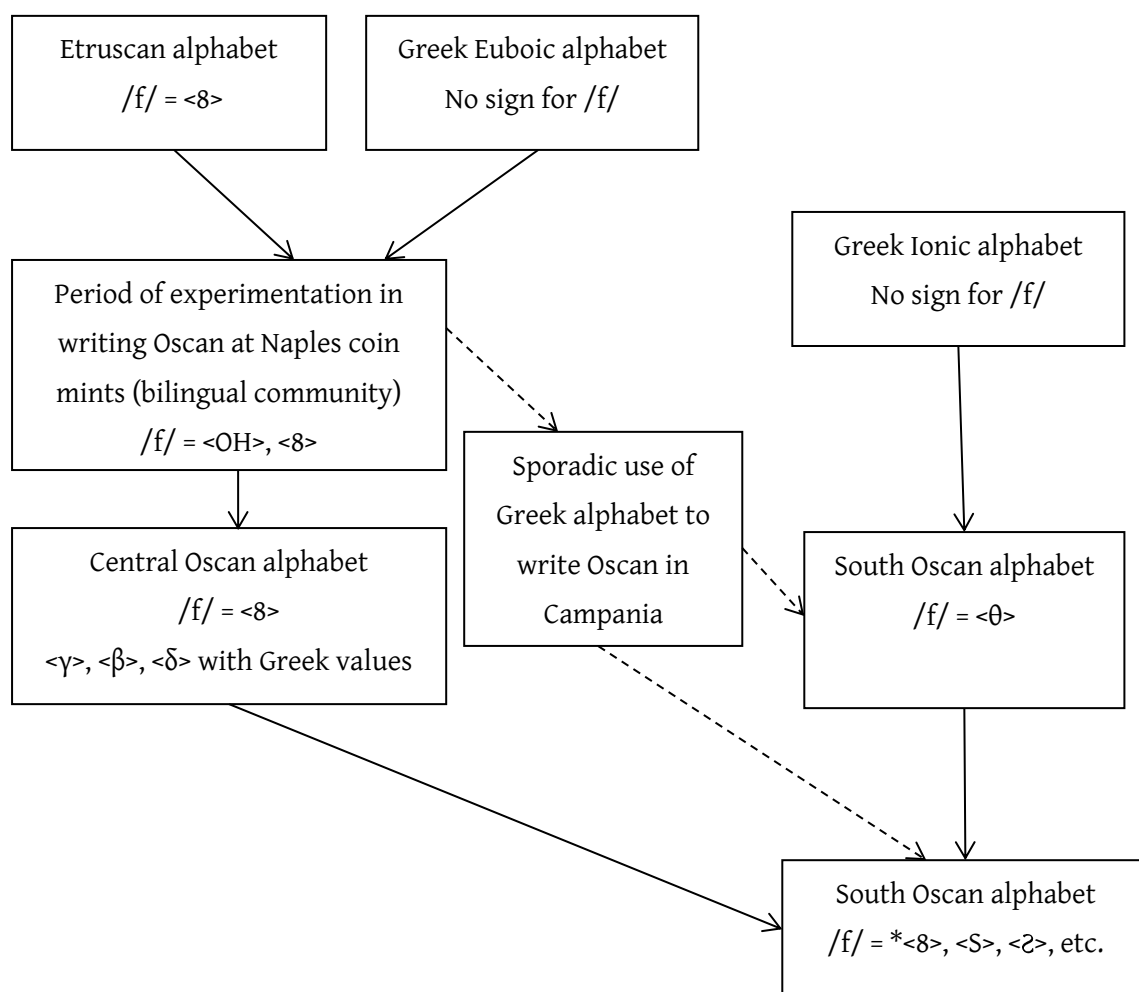 Etruscan alphabet
/f/ = <8>
Greek Euboic alphabet
No sign for /f/
Greek Ionic alphabet
No sign for /f/
Period of experimentation in
writing Oscan at Naples coin
mints (bilingual community)
/f/ = <OH>, <8>
Sporadic use of
Greek alphabet to
write Oscan in
Campania
Central Oscan alphabet
/f/ = <8>
<γ>, <β>, <δ> with Greek values
South Oscan alphabet
/f/ = <θ>
South Oscan alphabet
/f/ = *<8>, <S>, <Ƨ>, etc.